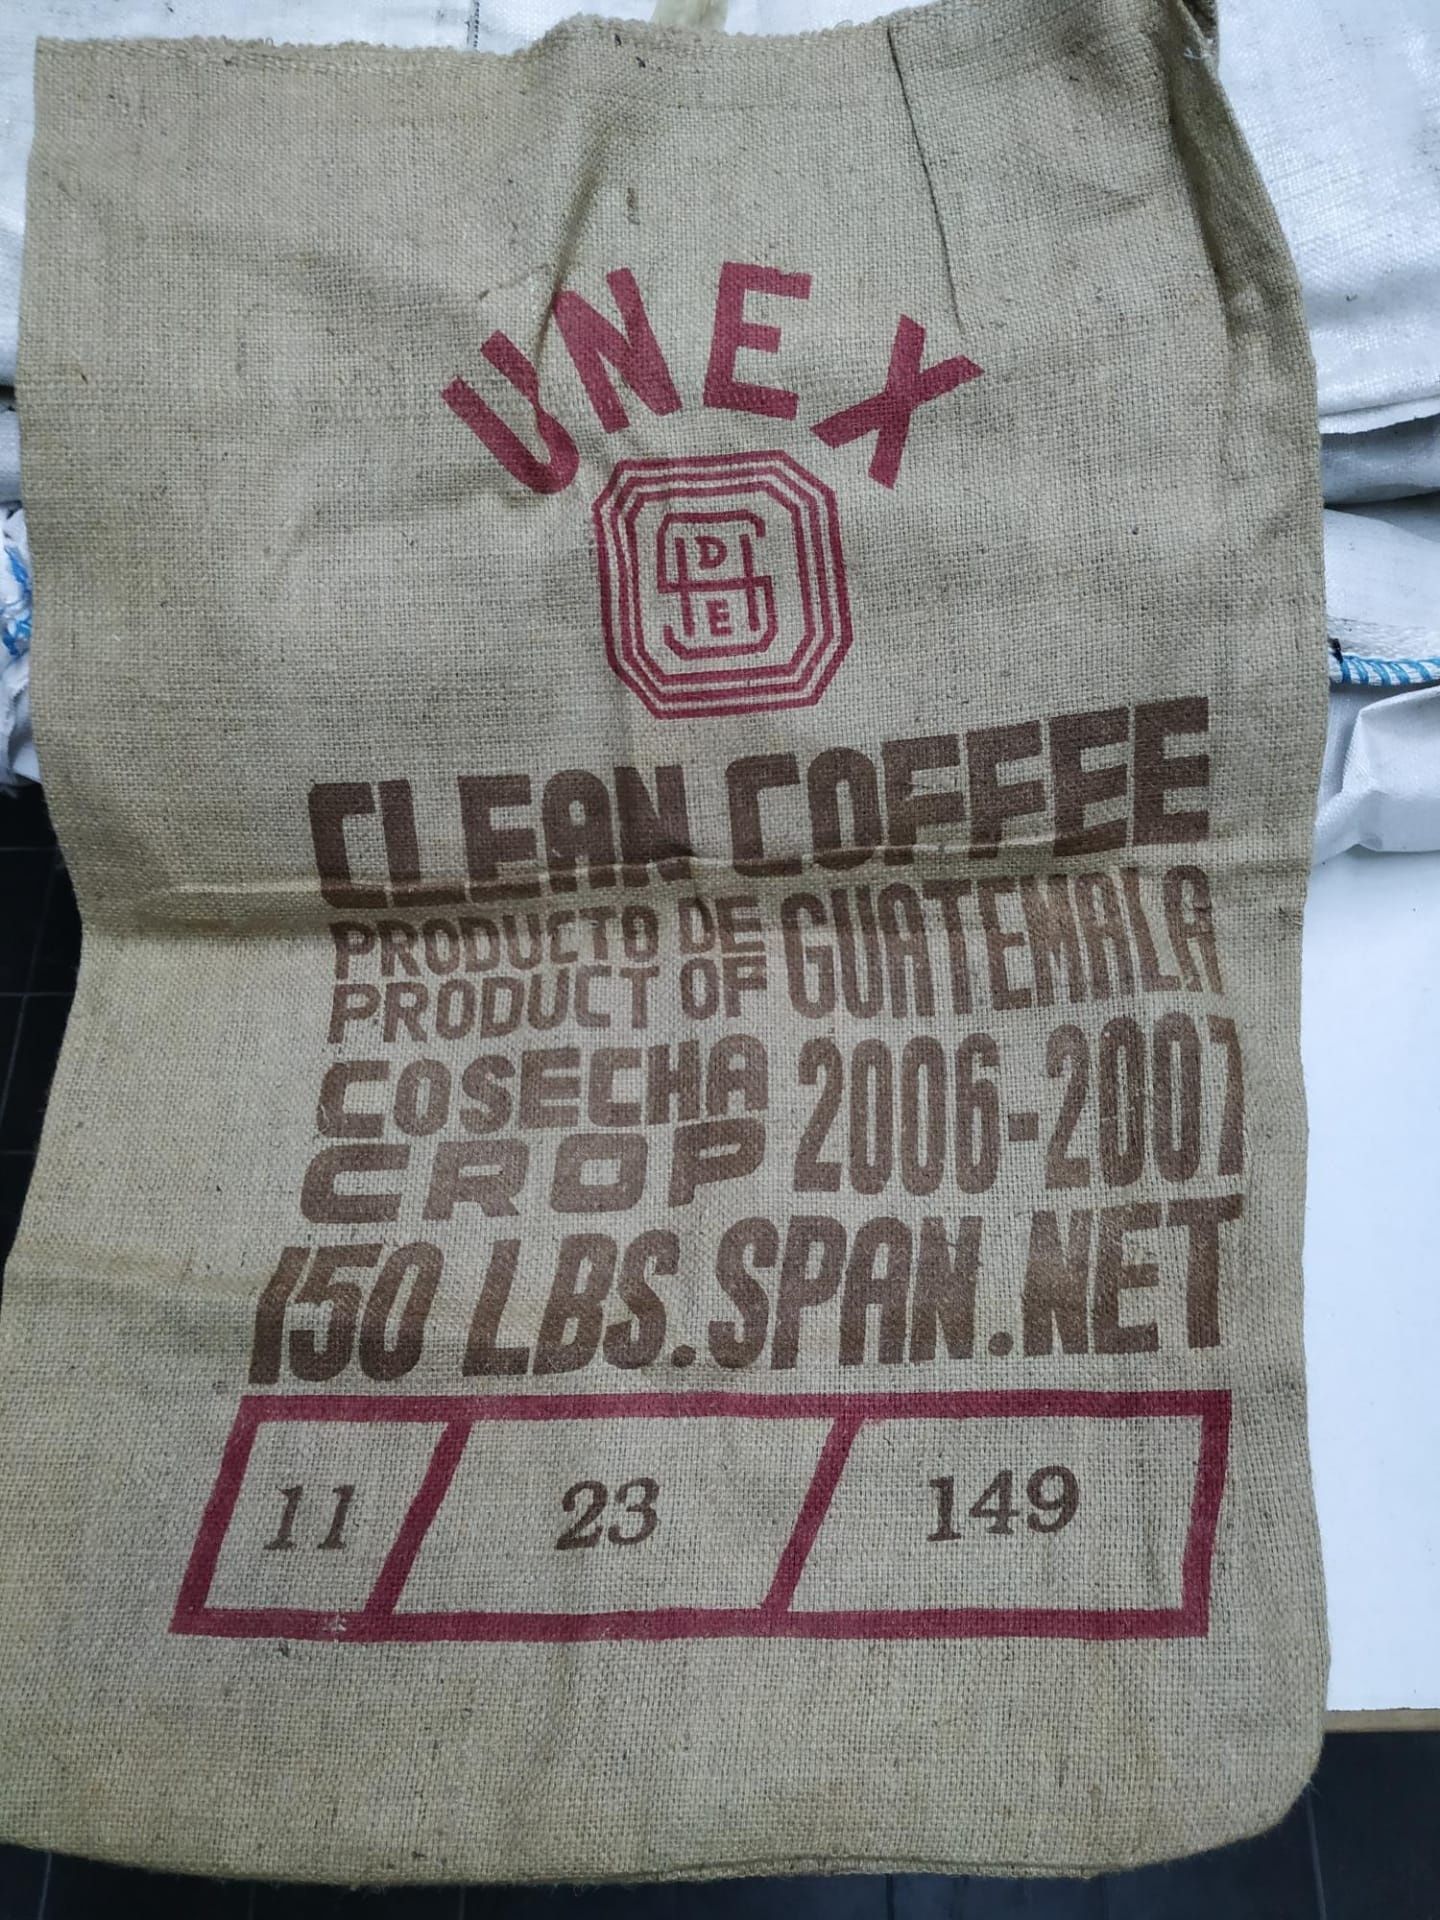 UNEX
S
D
E
CLEAN COFFEE
PRODUCTO DE
PRODUCT OF
GUATEMALA
COSECHA
CROP
2006-2007
150 LBS.SPAN.NET
11 23 149